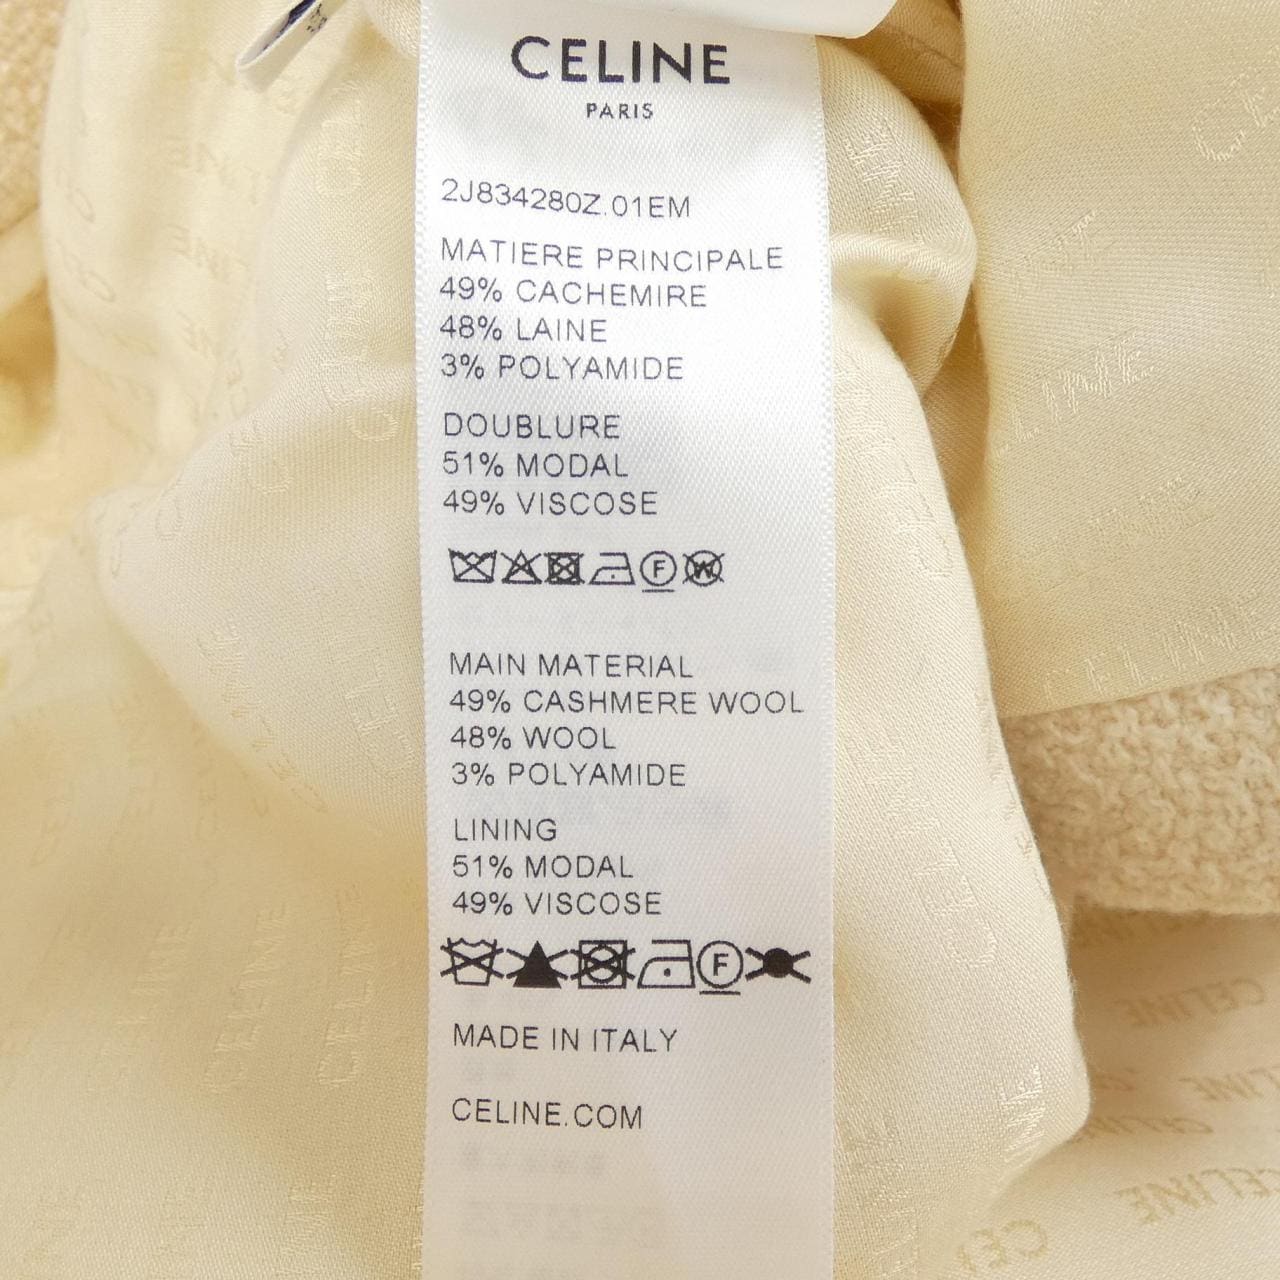 CELINE
PARIS
2J834280Z.01EM
MATIERE PRINCIPALE
49% CACHEMIRE
48% LAINE
3% POLYAMIDE
DOUBLURE
51% MODAL
49% VISCOSE
F W
MAIN MATERIAL
49% CASHMERE WOOL
48% WOOL
3% POLYAMIDE
LINING
51% MODAL
49% VISCOSE
F
MADE IN ITALY
CELINE.COM